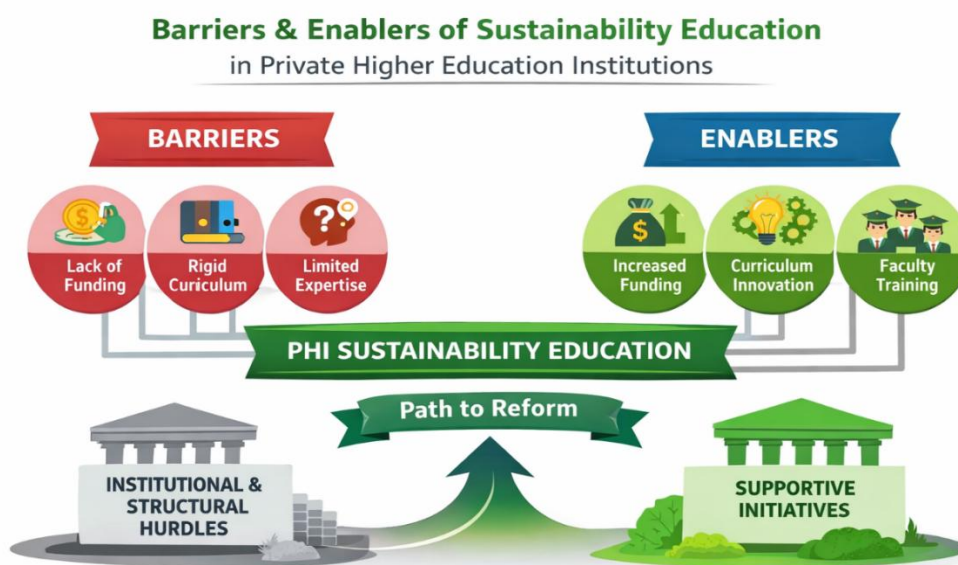 Barriers & Enablers of Sustainability Education
in Private Higher Education Institutions
BARRIERS
ENABLERS
$
Lack of
Funding
Rigid
Curiculum
? ?
Limited
Expertise
$
Increased
Funding
Curriculum
Innovation
Faculty
Training
PHI SUSTAINABILITY EDUCATION
Path to Reform
INSTITUTIONAL &
STRUCTURAL
HURDLES
SUPPORTIVE
INITIATIVES